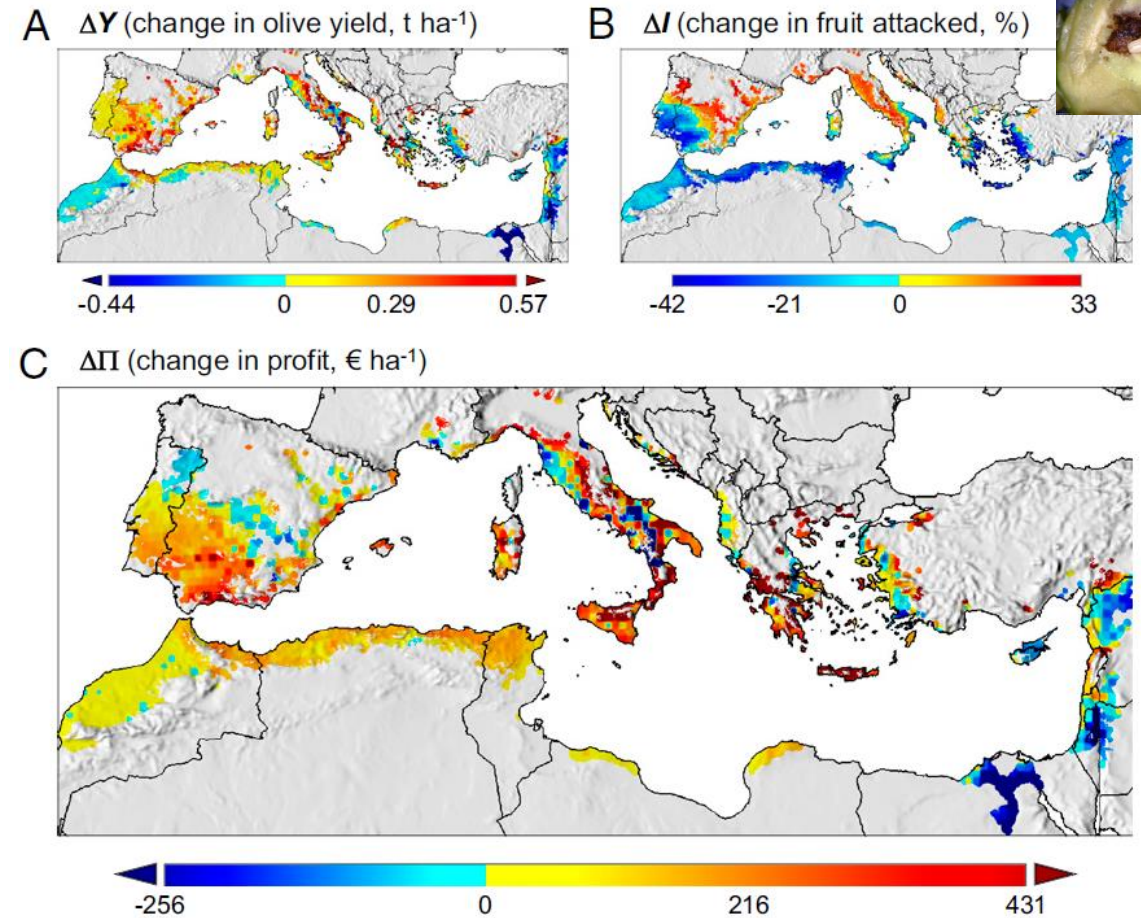 A ΔY (change in olive yield, t ha-1)
B ΔI (change in fruit attacked, %)
-0.44 0 0.29 0.57
-42 -21 0 33
C ΔΠ (change in profit, € ha-1)
-256 0 216 431